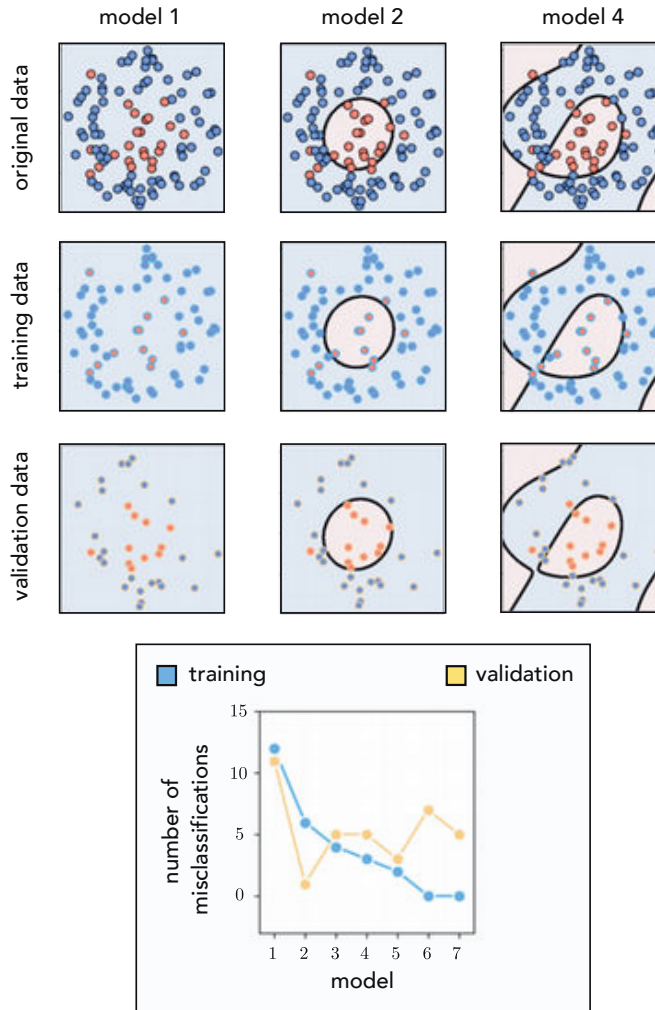 model 1
model 2
model 4
original data
training data
validation data
training
validation
number of
misclassifications
15
10
5
0
1 2 3 4 5 6 7
model